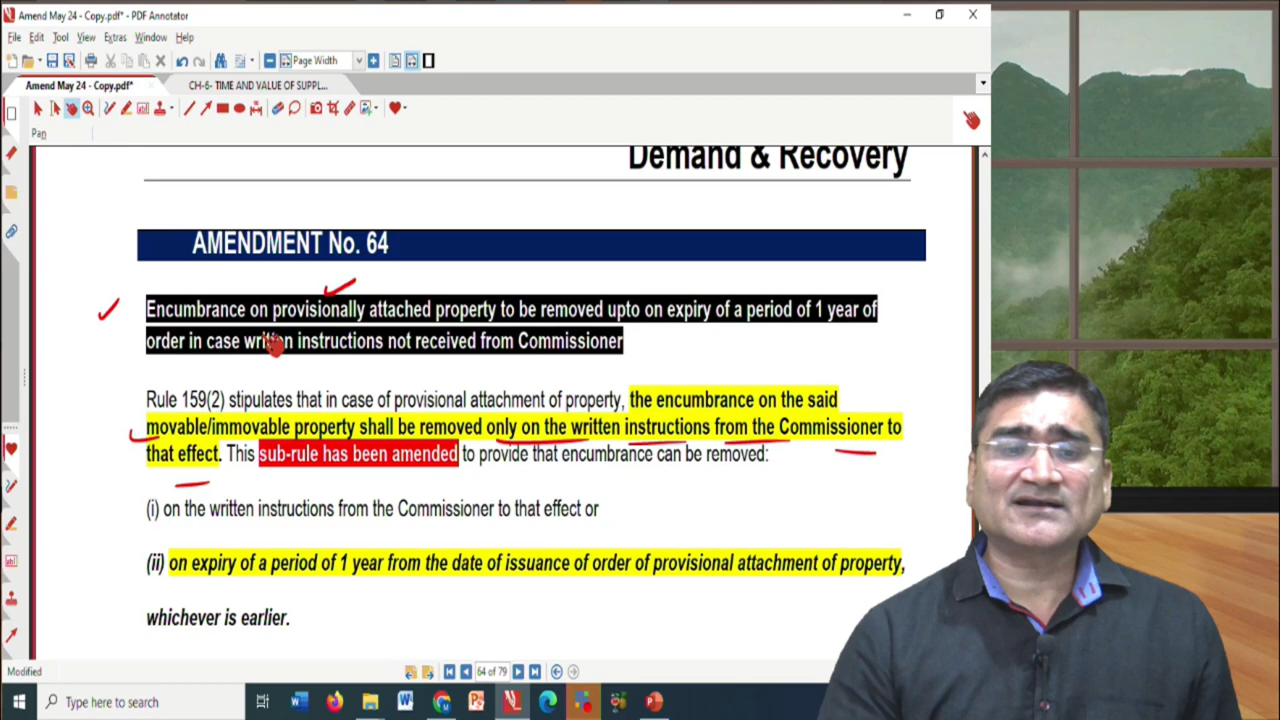 Amend May 24 - Copy.pdf* - PDF Annotator
File Edit Tool View Extras Window Help
Page Width
Amend May 24 - Copy.pdf*
CH-6- TIME AND VALUE OF SUPPL...
Pan
Demand & Recovery
AMENDMENT No. 64
Encumbrance on provisionally attached property to be removed upto on expiry of a period of 1 year of
order in case written instructions not received from Commissioner
Rule 159(2) stipulates that in case of provisional attachment of property, the encumbrance on the said
movable/immovable property shall be removed only on the written instructions from the Commissioner to
that effect. This sub-rule has been amended to provide that encumbrance can be removed:
(i) on the written instructions from the Commissioner to that effect or
(ii) on expiry of a period of 1 year from the date of issuance of order of provisional attachment of property,
whichever is earlier.
64 of 79
Modified
Type here to search